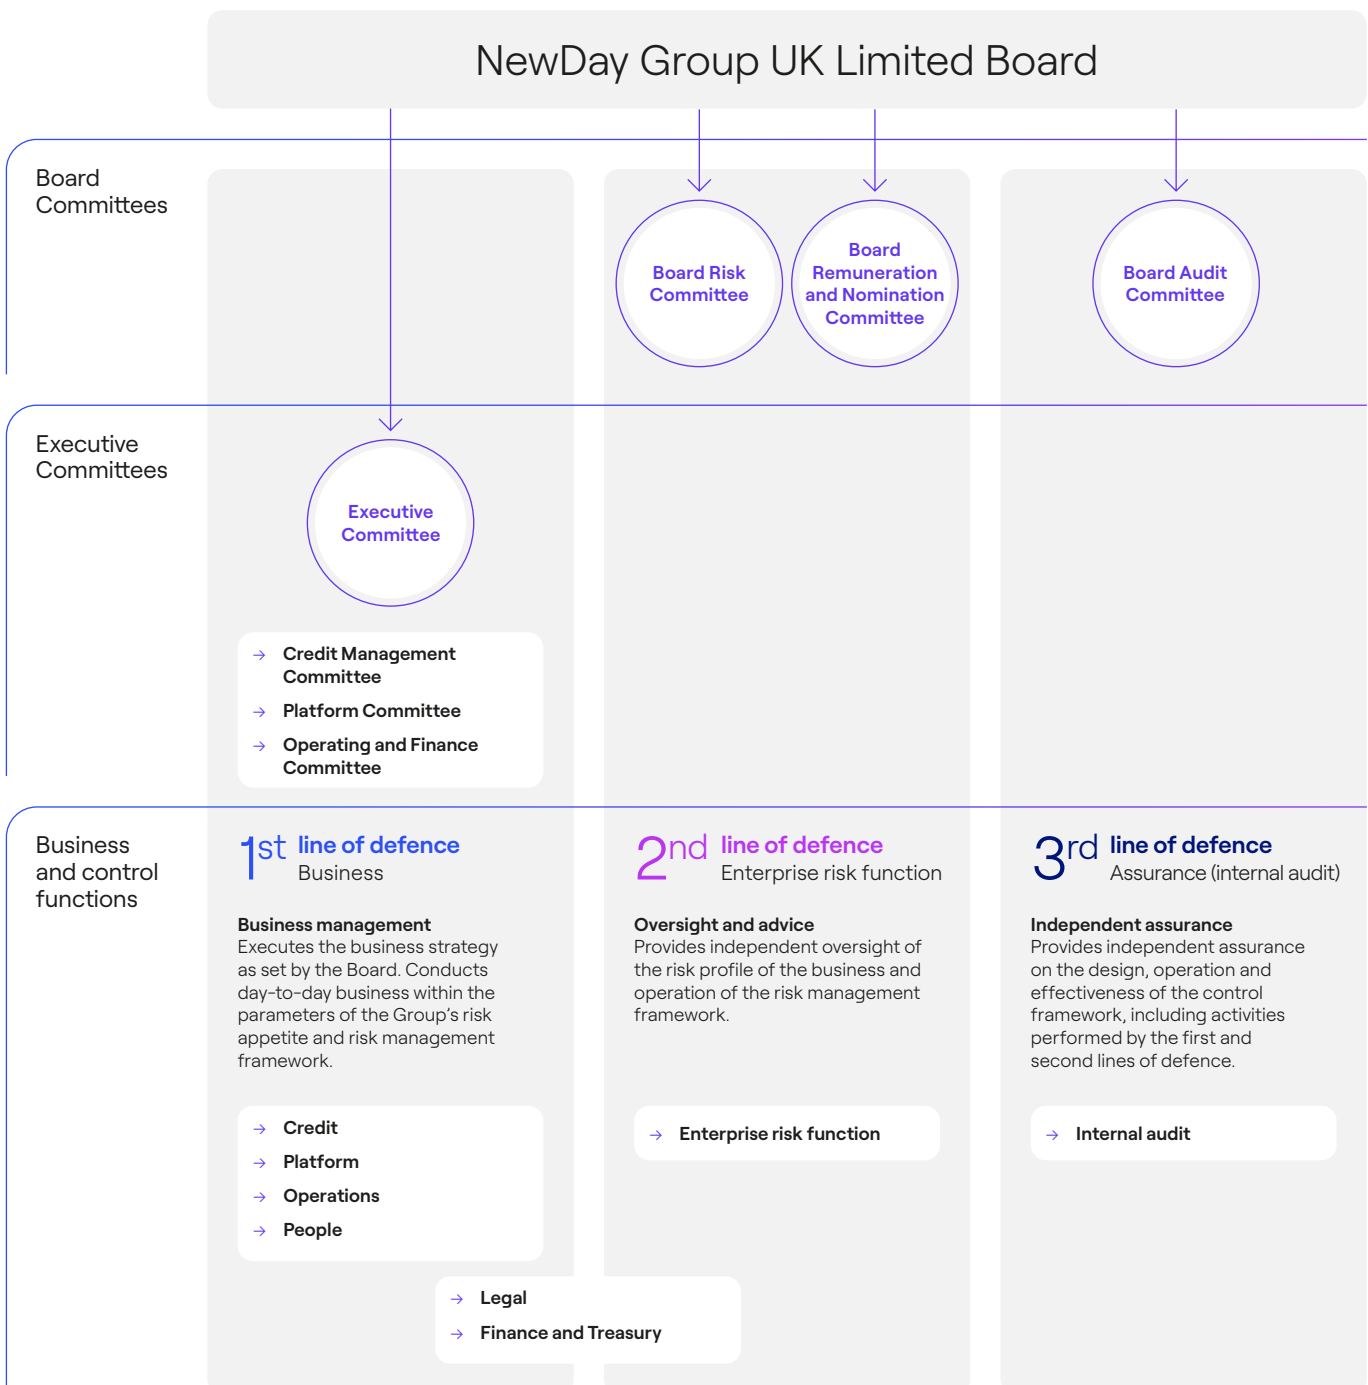 NewDay Group UK Limited Board
Board
Committees
Board Risk
Committee
Board
Remuneration
and Nomination
Committee
Board Audit
Committee
Executive
Committees
Executive
Committee
→ Credit Management
Committee
→ Platform Committee
→ Operating and Finance
Committee
Business
and control
functions
1st line of defence
Business
Business management
Executes the business strategy
as set by the Board. Conducts
day-to-day business within the
parameters of the Group’s risk
appetite and risk management
framework.
→ Credit
→ Platform
→ Operations
→ People
2nd line of defence
Enterprise risk function
Oversight and advice
Provides independent oversight of
the risk profile of the business and
operation of the risk management
framework.
→ Enterprise risk function
→ Legal
→ Finance and Treasury
3rd line of defence
Assurance (internal audit)
Independent assurance
Provides independent assurance
on the design, operation and
effectiveness of the control
framework, including activities
performed by the first and
second lines of defence.
→ Internal audit